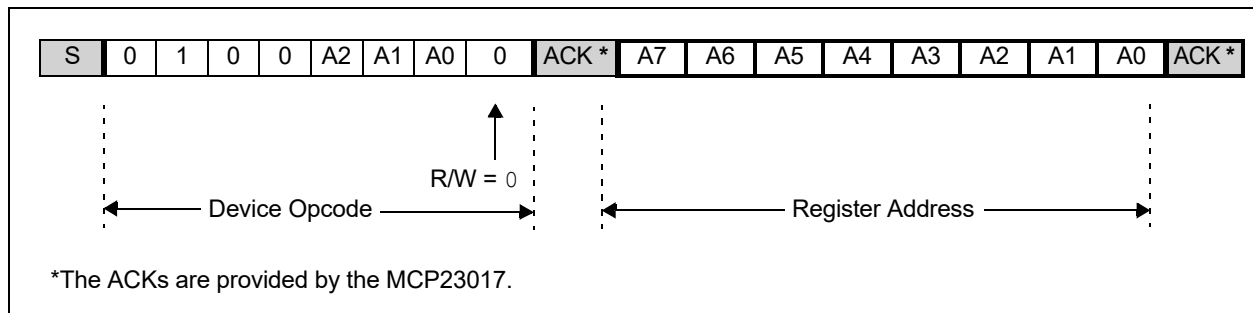 S 0 1 0 0 A2 A1 A0 0 ACK * A7 A6 A5 A4 A3 A2 A1 A0 ACK *
R/W = 0
Device Opcode Register Address
*The ACKs are provided by the MCP23017.